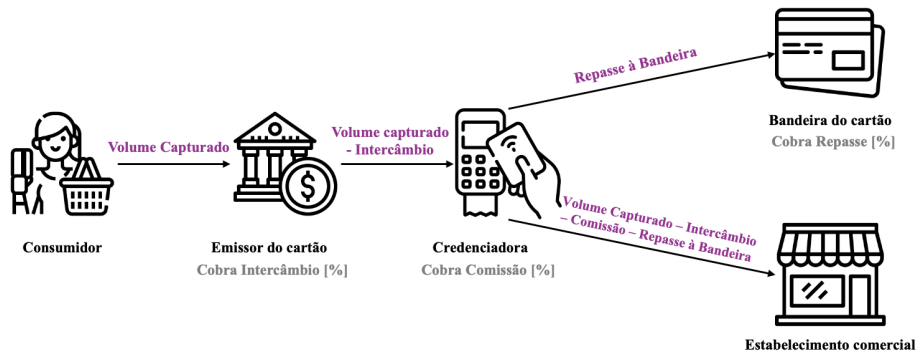 Repasse à Bandeira
Bandeira do cartão
Cobra Repasse [%]
Volume Capturado
Volume capturado
- Intercâmbio
Consumidor
Emissor do cartão
Cobra Intercâmbio [%]
Credenciadora
Cobra Comissão [%]
Volume Capturado – Intercâmbio
– Comissão – Repasse à Bandeira
Estabelecimento comercial